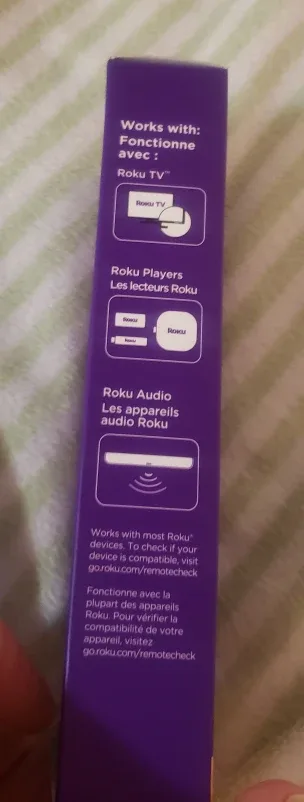 Works with:
Fonctionne
avec :
Roku TV™
Roku TV
Roku Players
Les lecteurs Roku
Roku
Roku
Roku
Roku Audio
Les appareils
audio Roku
Works with most Roku®
devices. To check if your
device is compatible, visit
go.roku.com/remotecheck
Fonctionne avec la
plupart des appareils
Roku. Pour vérifier la
compatibilité de votre
appareil, visitez
go.roku.com/remotecheck